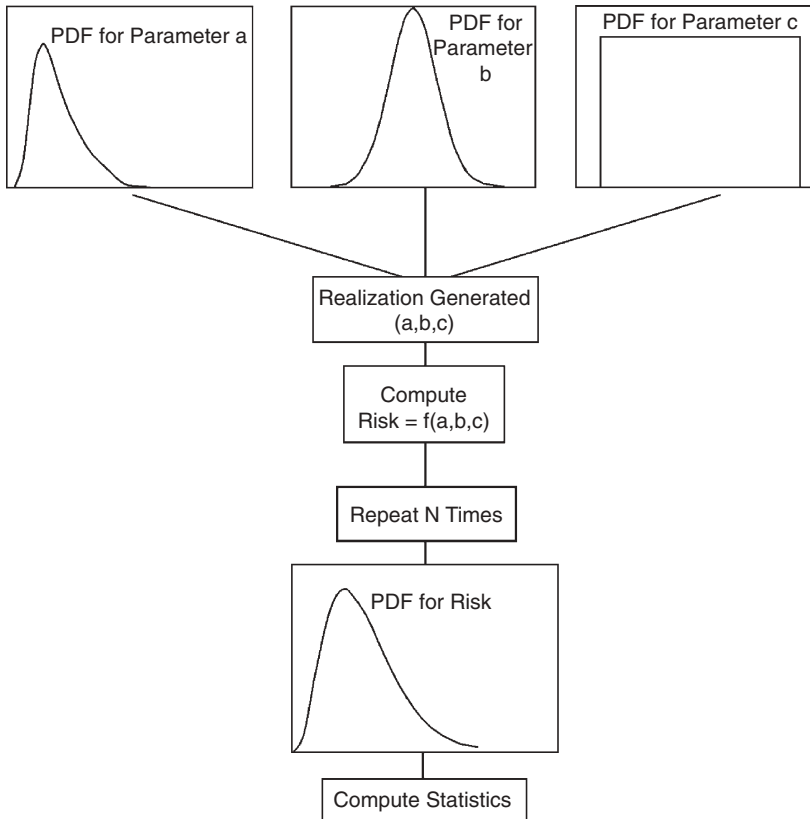 PDF for Parameter a
PDF for
Parameter
b
PDF for Parameter c
Realization Generated
(a,b,c)
Compute
Risk = f(a,b,c)
Repeat N Times
PDF for Risk
Compute Statistics